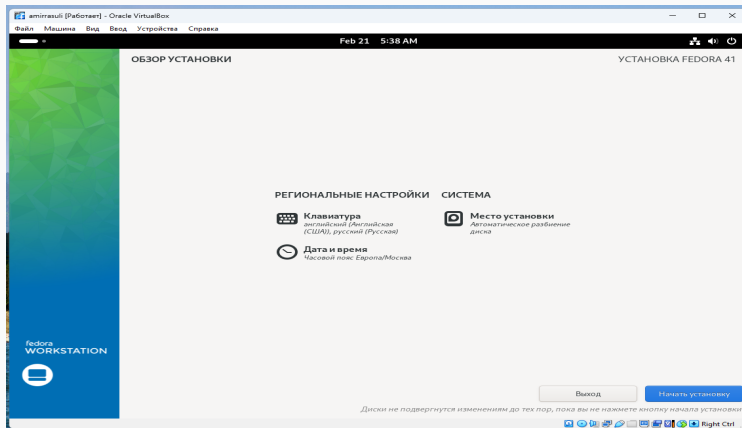 amirrasuli [Работает] - Oracle VirtualBox
Файл Машина Вид Ввод Устройства Справка
Feb 21 5:38 AM
ОБЗОР УСТАНОВКИ
УСТАНОВКА FEDORA 41
РЕГИОНАЛЬНЫЕ НАСТРОЙКИ
СИСТЕМА
Клавиатура
английский (Английская
(США)), русский (Русская)
Место установки
Автоматическое разбиение
диска
Дата и время
Часовой пояс Европа/Москва
fedora
WORKSTATION
Выход
Начать установку
Диски не подвергнутся изменениям до тех пор, пока вы не нажмете кнопку начала установки
Right Ctrl